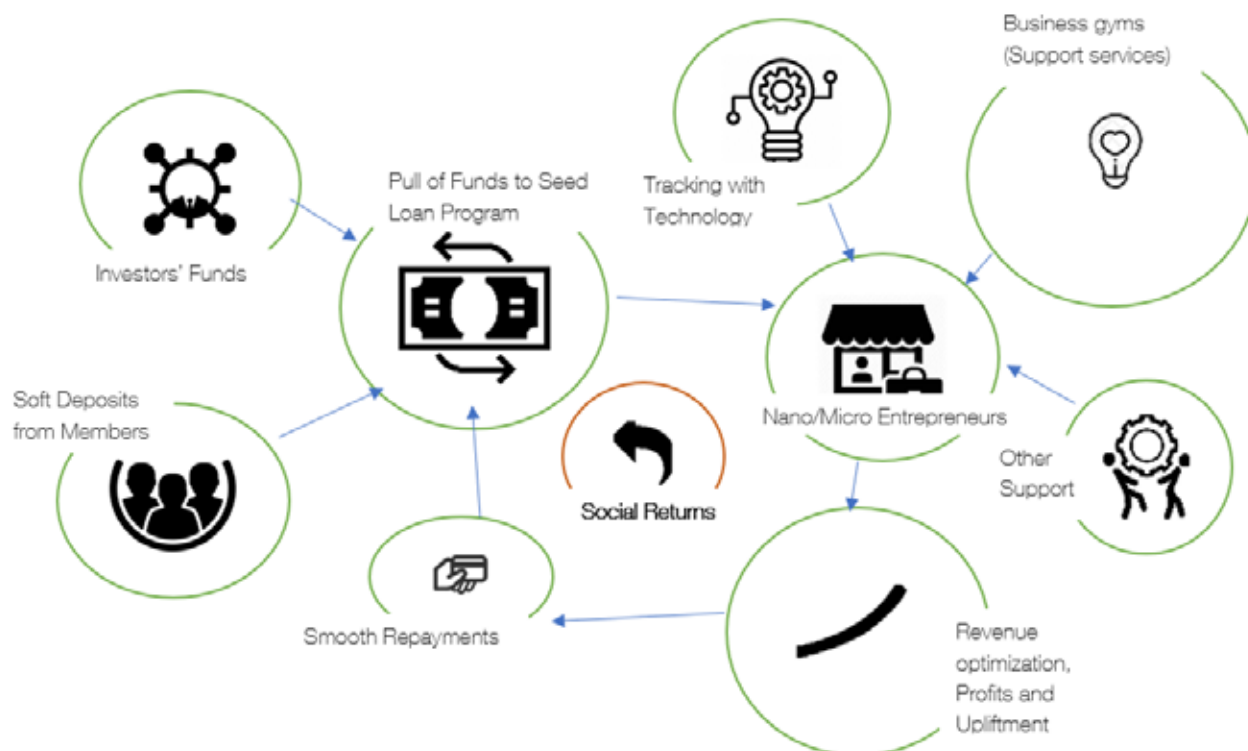 Business gyms
(Support services)
Pull of Funds to Seed
Loan Program
Tracking with
Technology
Investors' Funds
Soft Deposits
from Members
Nano/Micro Entrepreneurs
Other
Support
Social Returns
Smooth Repayments
Revenue
optimization,
Profits and
Upliftment